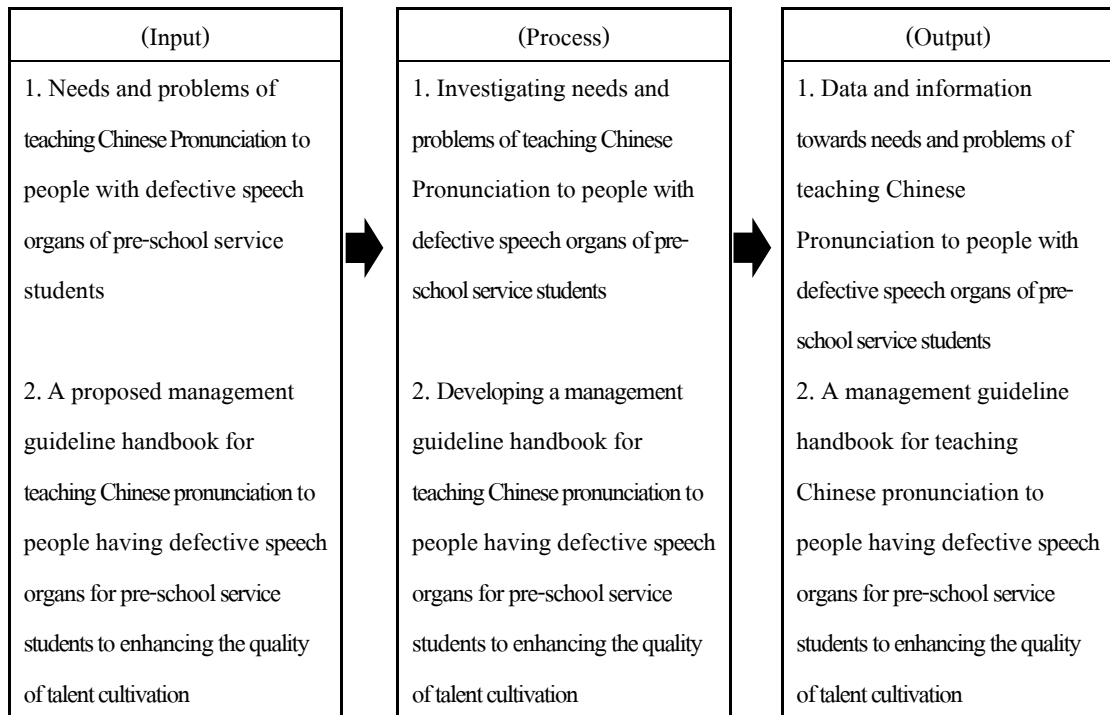 (Input)
1. Needs and problems of
teaching Chinese Pronunciation to
people with defective speech
organs of pre-school service
students
2. A proposed management
guideline handbook for
teaching Chinese pronunciation to
people having defective speech
organs for pre-school service
students to enhancing the quality
of talent cultivation
(Process)
1. Investigating needs and
problems of teaching Chinese
Pronunciation to people with
defective speech organs of pre-
school service students
2. Developing a management
guideline handbook for
teaching Chinese pronunciation to
people having defective speech
organs for pre-school service
students to enhancing the quality
of talent cultivation
(Output)
1. Data and information
towards needs and problems of
teaching Chinese
Pronunciation to people with
defective speech organs of pre-
school service students
2. A management guideline
handbook for teaching
Chinese pronunciation to
people having defective speech
organs for pre-school service
students to enhancing the quality
of talent cultivation